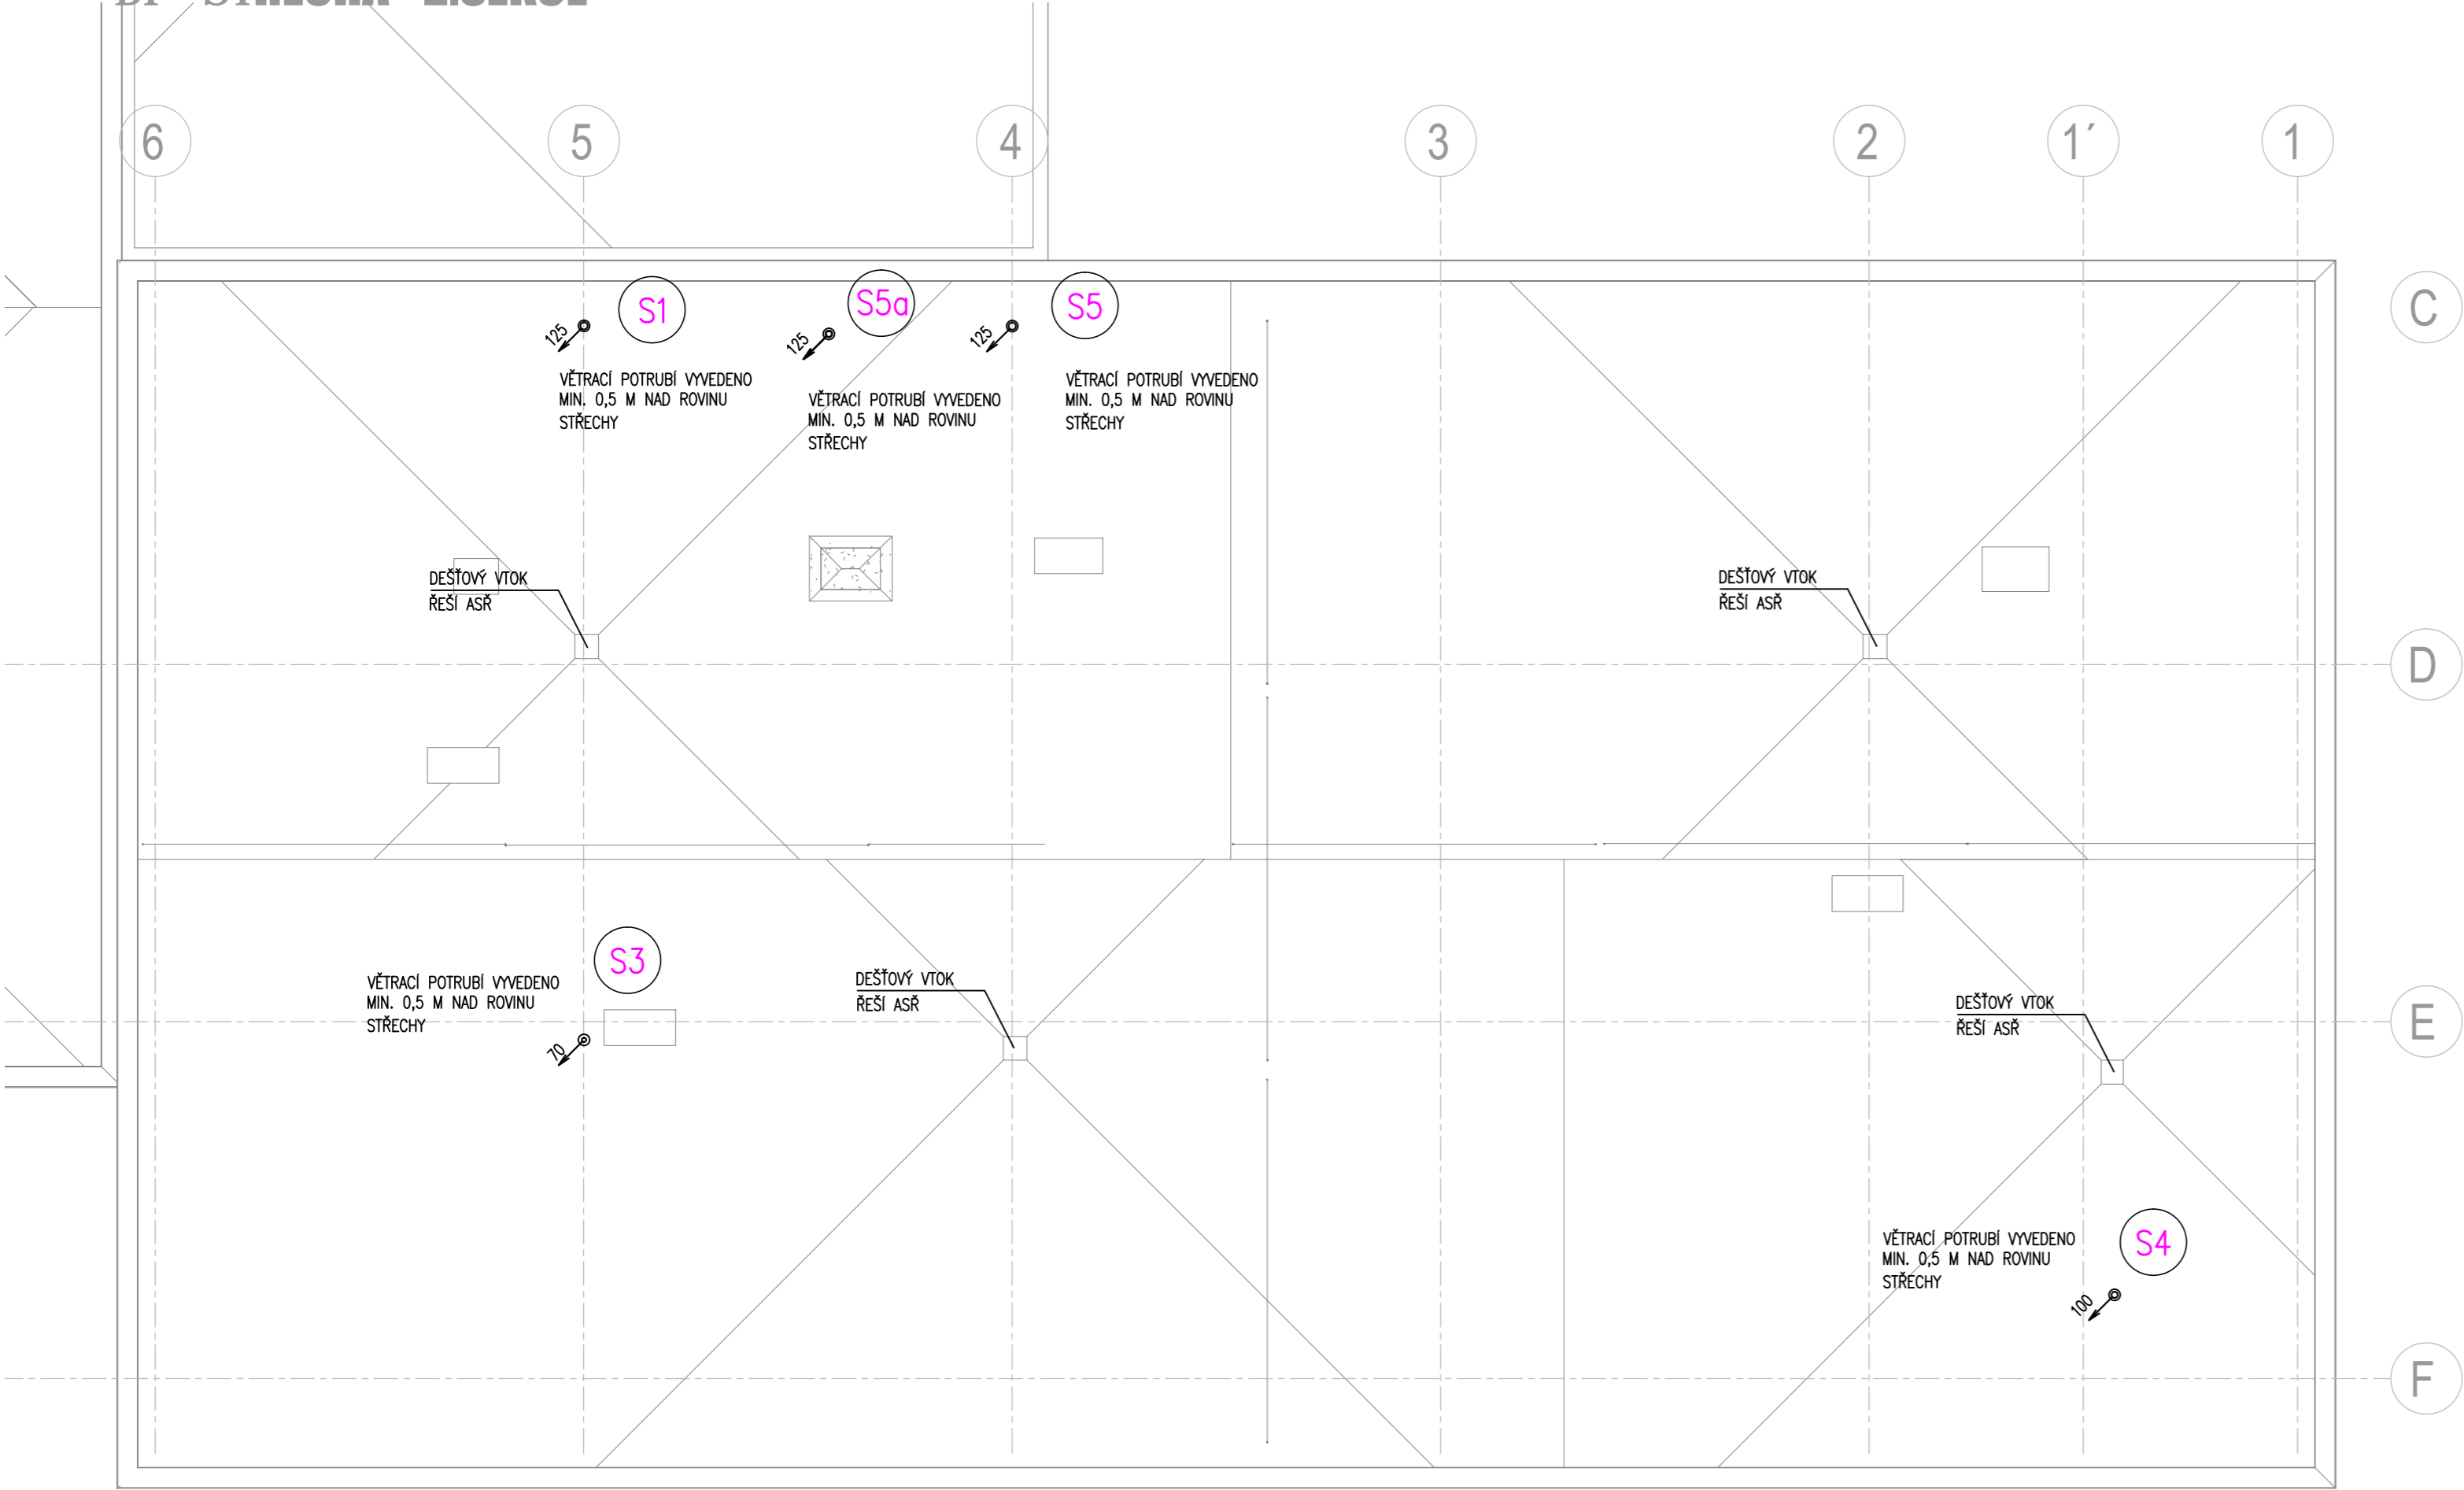 6
5
4
3
2
1´
1
S1
S5a
S5
C
125
125
125
VĚTRACÍ POTRUBÍ VYVEDENO
MIN. 0,5 M NAD ROVINU
STŘECHY
VĚTRACÍ POTRUBÍ VYVEDENO
MIN. 0,5 M NAD ROVINU
STŘECHY
VĚTRACÍ POTRUBÍ VYVEDENO
MIN. 0,5 M NAD ROVINU
STŘECHY
DEŠŤOVÝ VTOK
ŘEŠÍ ASŘ
DEŠŤOVÝ VTOK
ŘEŠÍ ASŘ
D
S3
VĚTRACÍ POTRUBÍ VYVEDENO
MIN. 0,5 M NAD ROVINU
STŘECHY
70
DEŠŤOVÝ VTOK
ŘEŠÍ ASŘ
DEŠŤOVÝ VTOK
ŘEŠÍ ASŘ
E
VĚTRACÍ POTRUBÍ VYVEDENO
MIN. 0,5 M NAD ROVINU
STŘECHY
S4
100
F